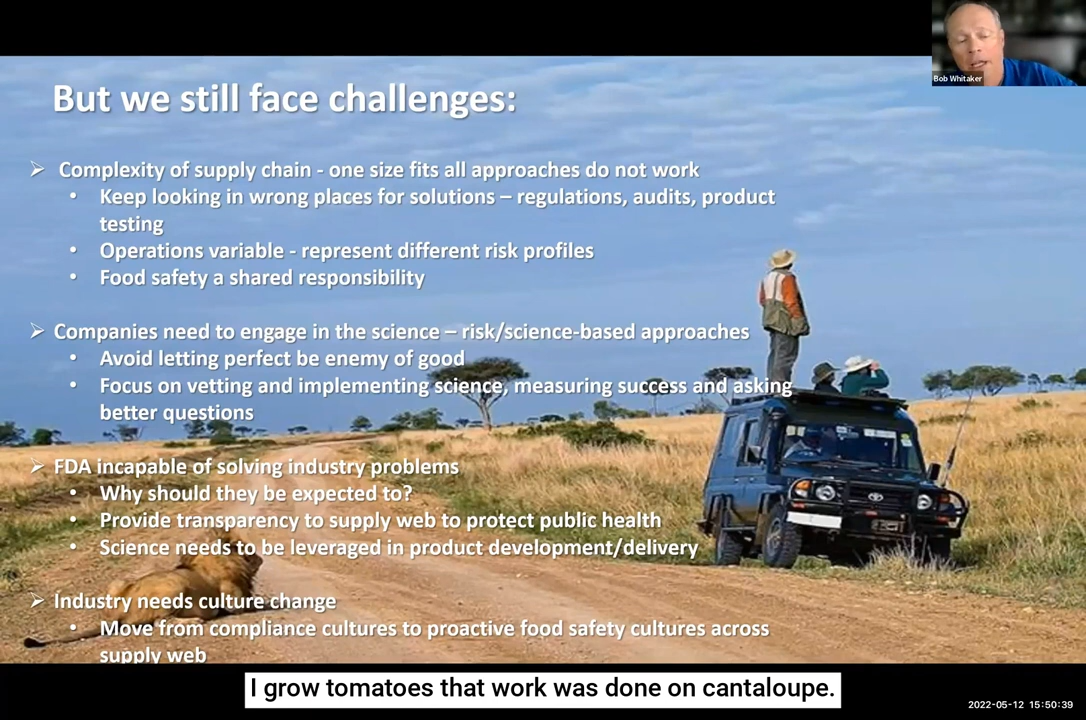 Bob Whitaker
But we still face challenges:
Complexity of supply chain - one size fits all approaches do not work
• Keep looking in wrong places for solutions – regulations, audits, product
testing
• Operations variable - represent different risk profiles
• Food safety a shared responsibility
Companies need to engage in the science – risk/science-based approaches
• Avoid letting perfect be enemy of good
• Focus on vetting and implementing science, measuring success and asking
better questions
FDA incapable of solving industry problems
• Why should they be expected to?
• Provide transparency to supply web to protect public health
• Science needs to be leveraged in product development/delivery
Industry needs culture change
• Move from compliance cultures to proactive food safety cultures across
supply web
I grow tomatoes that work was done on cantaloupe.
2022-05-12 15:50:39